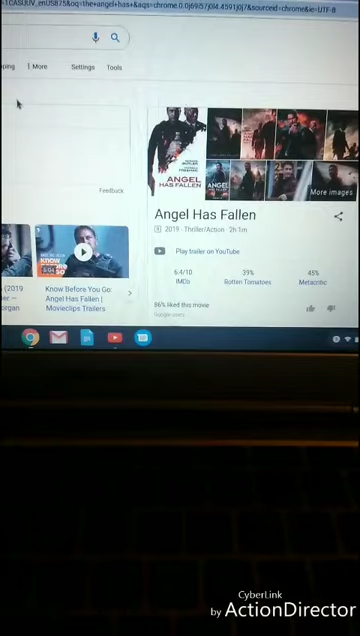 1CASUUV_enUS875&oq=the+angel+has+&aqs=chrome.0.0j69i57j0l4.4591j0j7&sourceid=chrome&ie=UTF-8
More
Settings
Tools
Feedback
ANGEL
HAS FALLEN
More images
Angel Has Fallen
2019 ‧ Thriller/Action ‧ 2h 1m
Play trailer on YouTube
6.4/10
IMDb
29%
Rotten Tomatoes
45%
Metacritic
86% liked this movie
Google users
KNOW
BEFORE
(2019
Know Before You Go:
Angel Has Fallen |
Movieclips Trailers
CyberLink
by ActionDirector